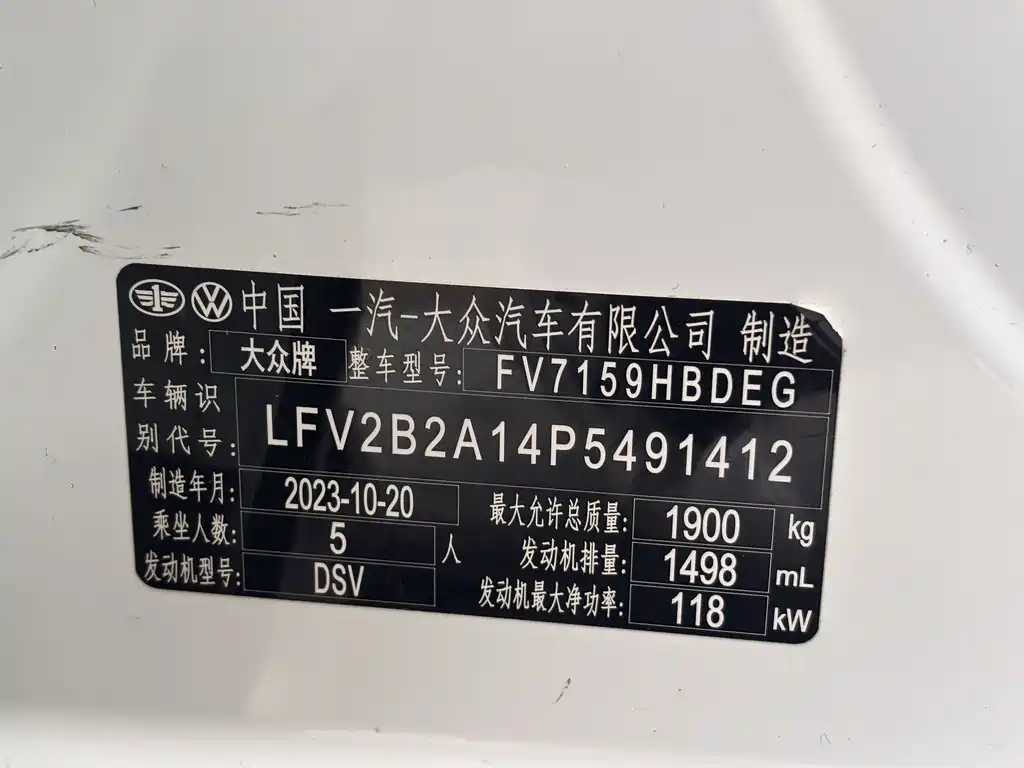 中国 一汽-大众汽车有限公司 制造
品牌: 大众牌 整车型号: FV7159HBDEG
车辆识别代号: LFV2B2A14P5491412
制造年月: 2023-10-20 最大允许总质量: 1900 kg
乘坐人数: 5 人 发动机排量: 1498 mL
发动机型号: DSV 发动机最大净功率: 118 kW